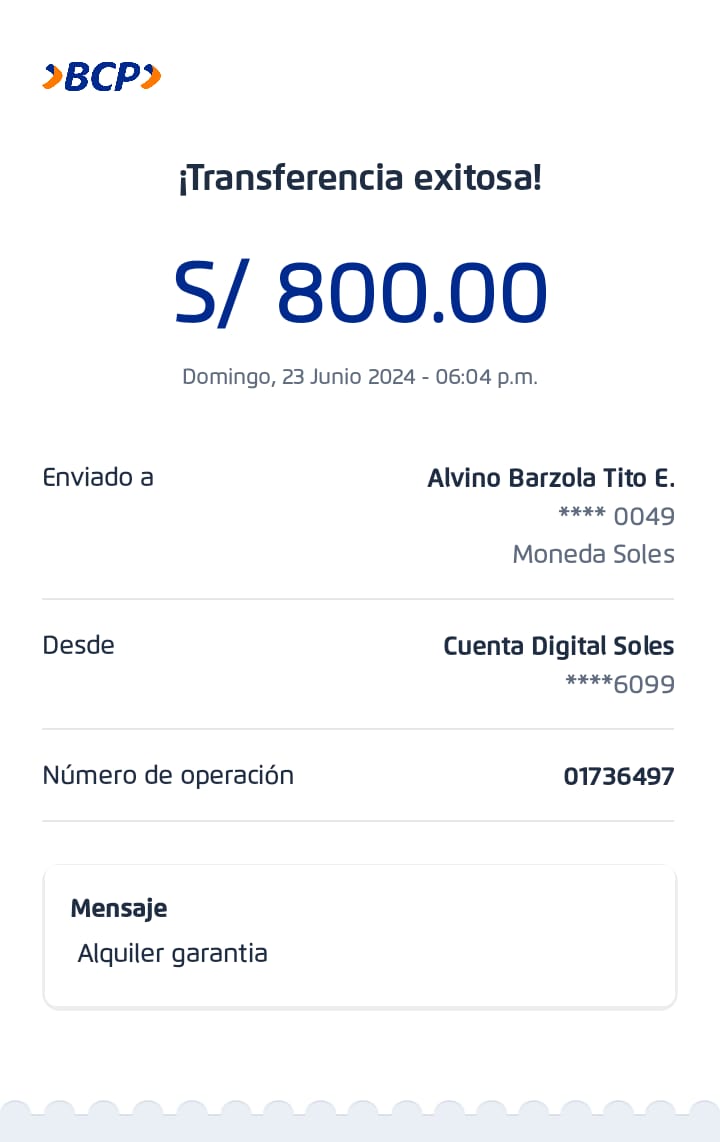 BCP
¡Transferencia exitosa!
S/ 800.00
Domingo, 23 Junio 2024 - 06:04 p.m.
Enviado a
Alvino Barzola Tito E.
**** 0049
Moneda Soles
Desde
Cuenta Digital Soles
****6099
Número de operación
01736497
Mensaje
Alquiler garantia